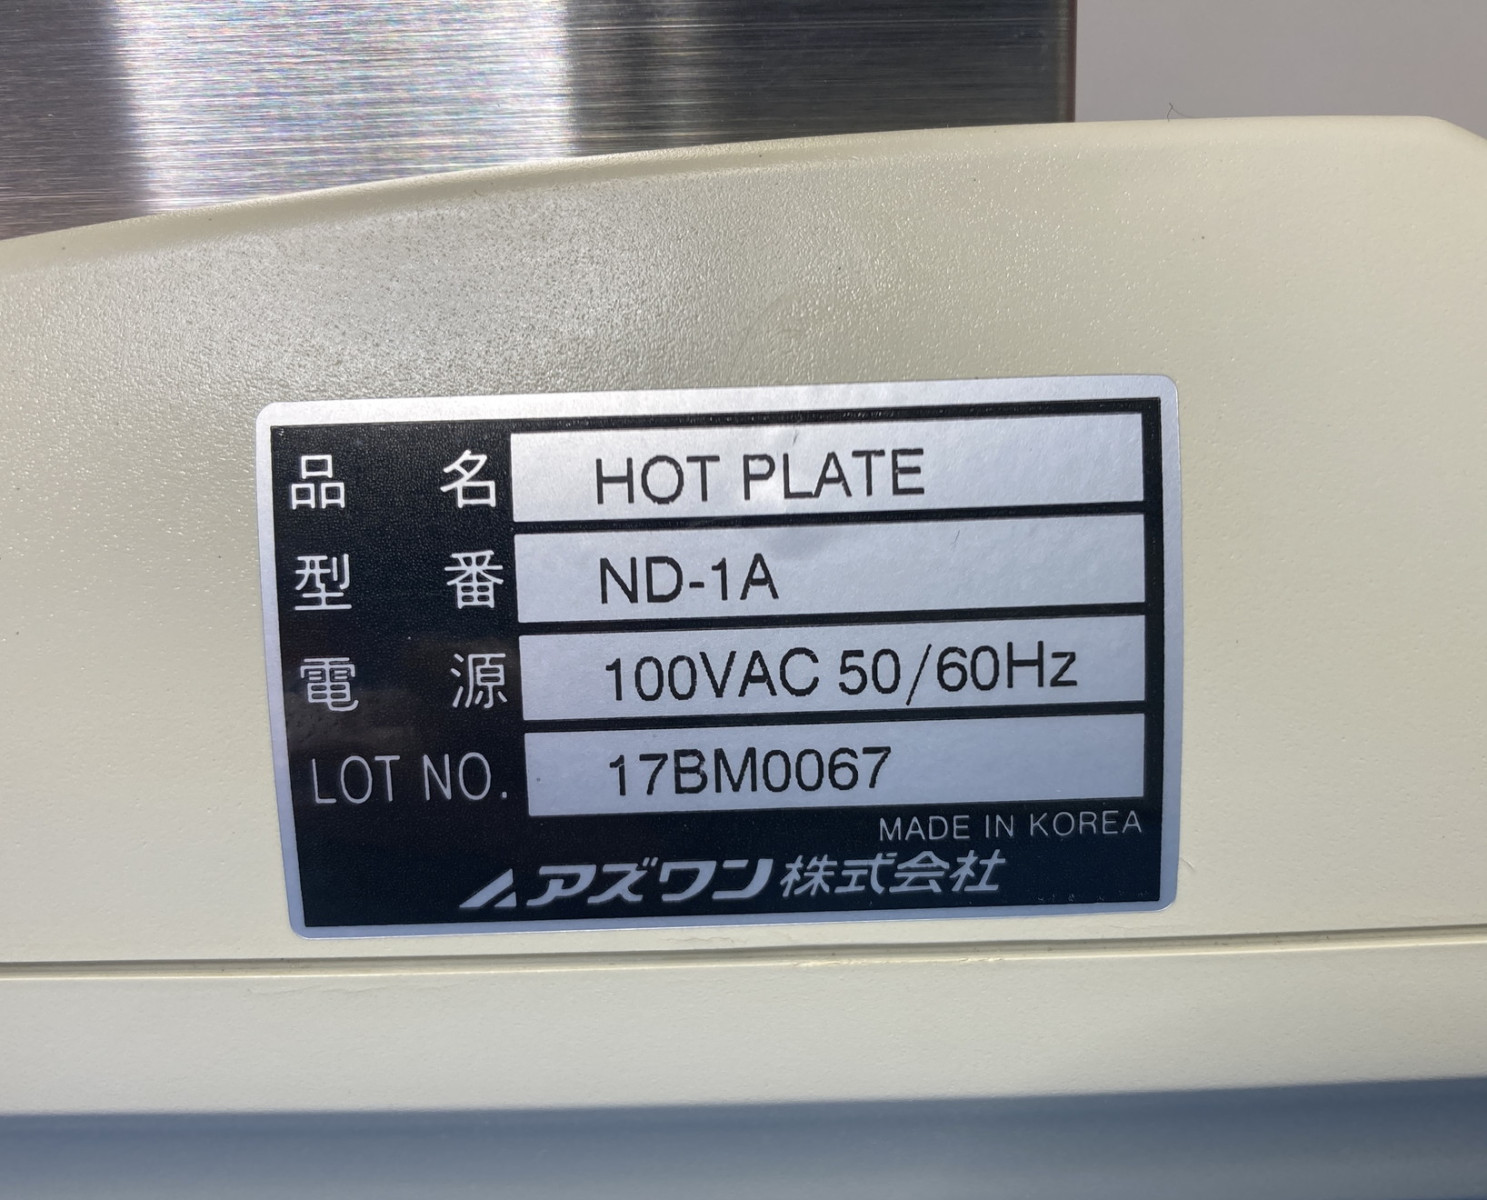 品名 HOT PLATE
型番 ND-1A
電源 100VAC 50/60Hz
LOT NO. 17BM0067
MADE IN KOREA
アズワン株式会社